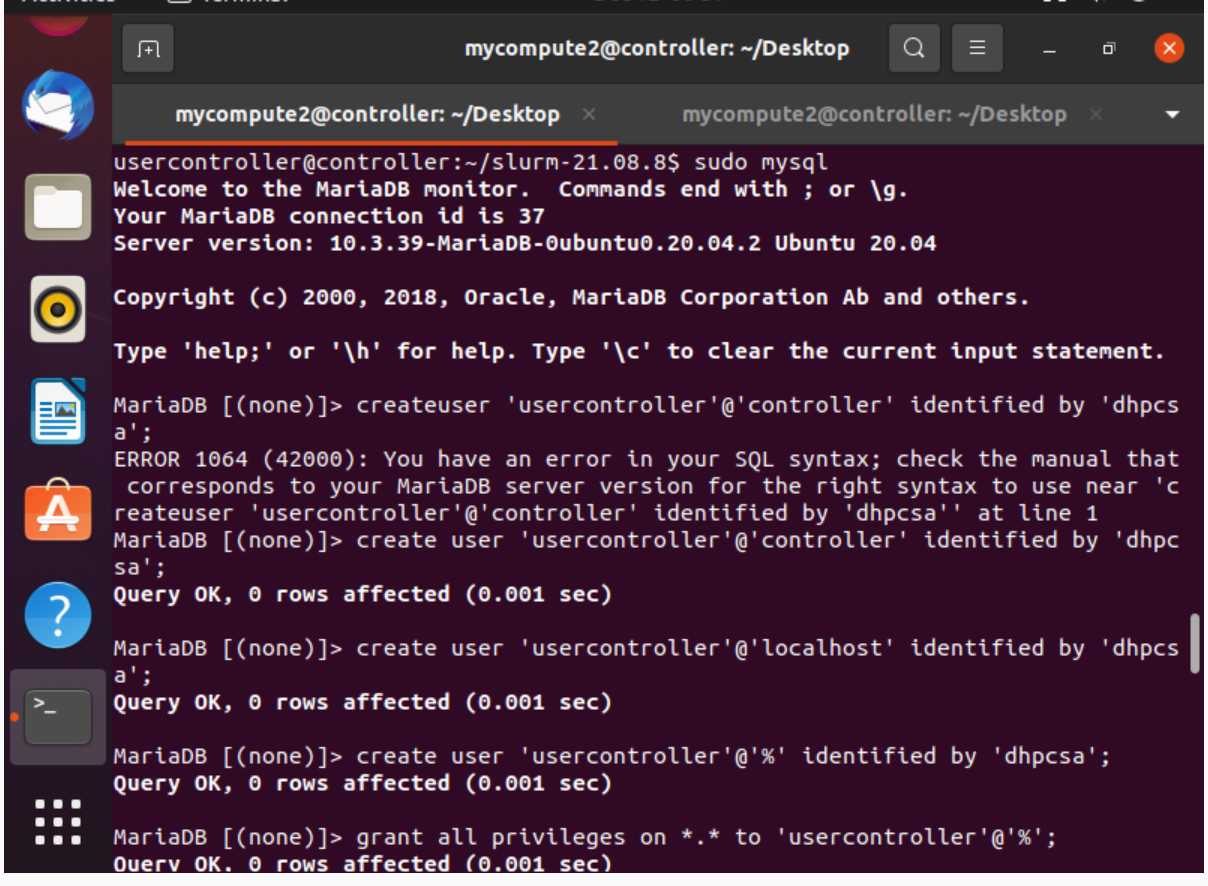 mycompute2@controller: ~/Desktop
mycompute2@controller: ~/Desktop × mycompute2@controller: ~/Desktop ×
usercontroller@controller:~/slurm-21.08.8$ sudo mysql
Welcome to the MariaDB monitor.  Commands end with ; or \g.
Your MariaDB connection id is 37
Server version: 10.3.39-MariaDB-0ubuntu0.20.04.2 Ubuntu 20.04
Copyright (c) 2000, 2018, Oracle, MariaDB Corporation Ab and others.
Type 'help;' or '\h' for help. Type '\c' to clear the current input statement.
MariaDB [(none)]> createuser 'usercontroller'@'controller' identified by 'dhpcs
a';
ERROR 1064 (42000): You have an error in your SQL syntax; check the manual that
 corresponds to your MariaDB server version for the right syntax to use near 'c
reateuser 'usercontroller'@'controller' identified by 'dhpcsa'' at line 1
MariaDB [(none)]> create user 'usercontroller'@'controller' identified by 'dhpc
sa';
Query OK, 0 rows affected (0.001 sec)
MariaDB [(none)]> create user 'usercontroller'@'localhost' identified by 'dhpcs
a';
Query OK, 0 rows affected (0.001 sec)
MariaDB [(none)]> create user 'usercontroller'@'%' identified by 'dhpcsa';
Query OK, 0 rows affected (0.001 sec)
MariaDB [(none)]> grant all privileges on *.* to 'usercontroller'@'%';
Query OK, 0 rows affected (0.001 sec)